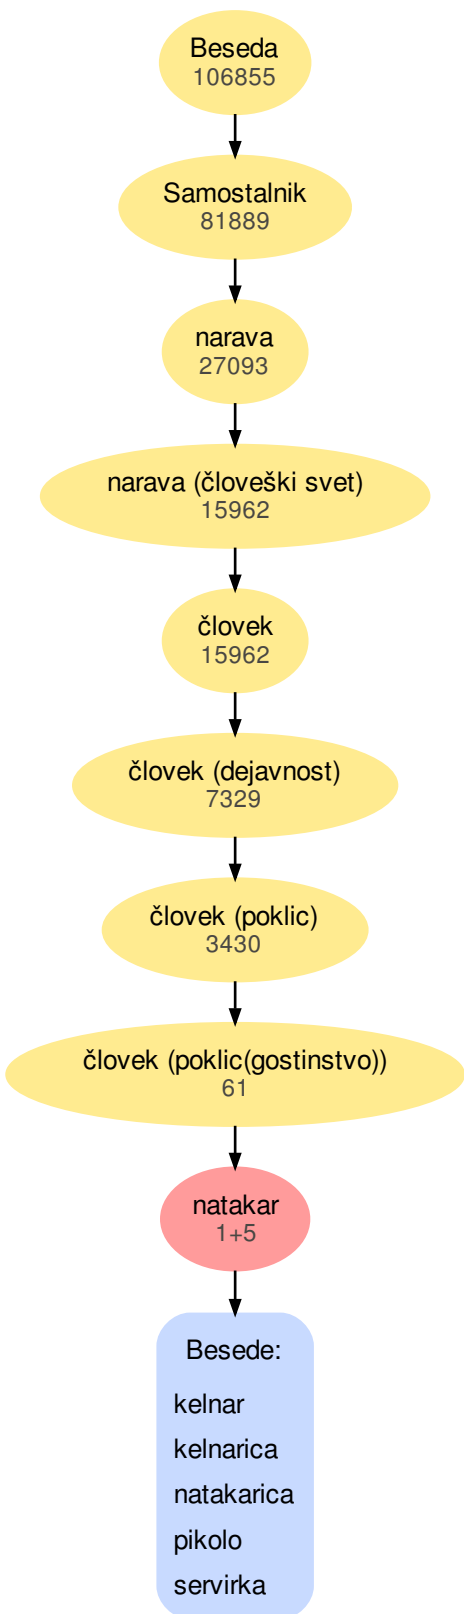 Beseda
106855
Samostalnik
81889
narava
27093
narava (človeški svet)
15962
človek
15962
človek (dejavnost)
7329
človek (poklic)
3430
človek (poklic(gostinstvo))
61
natakar
1+5
Besede:
kelnar
kelnarica
natakarica
pikolo
servirka